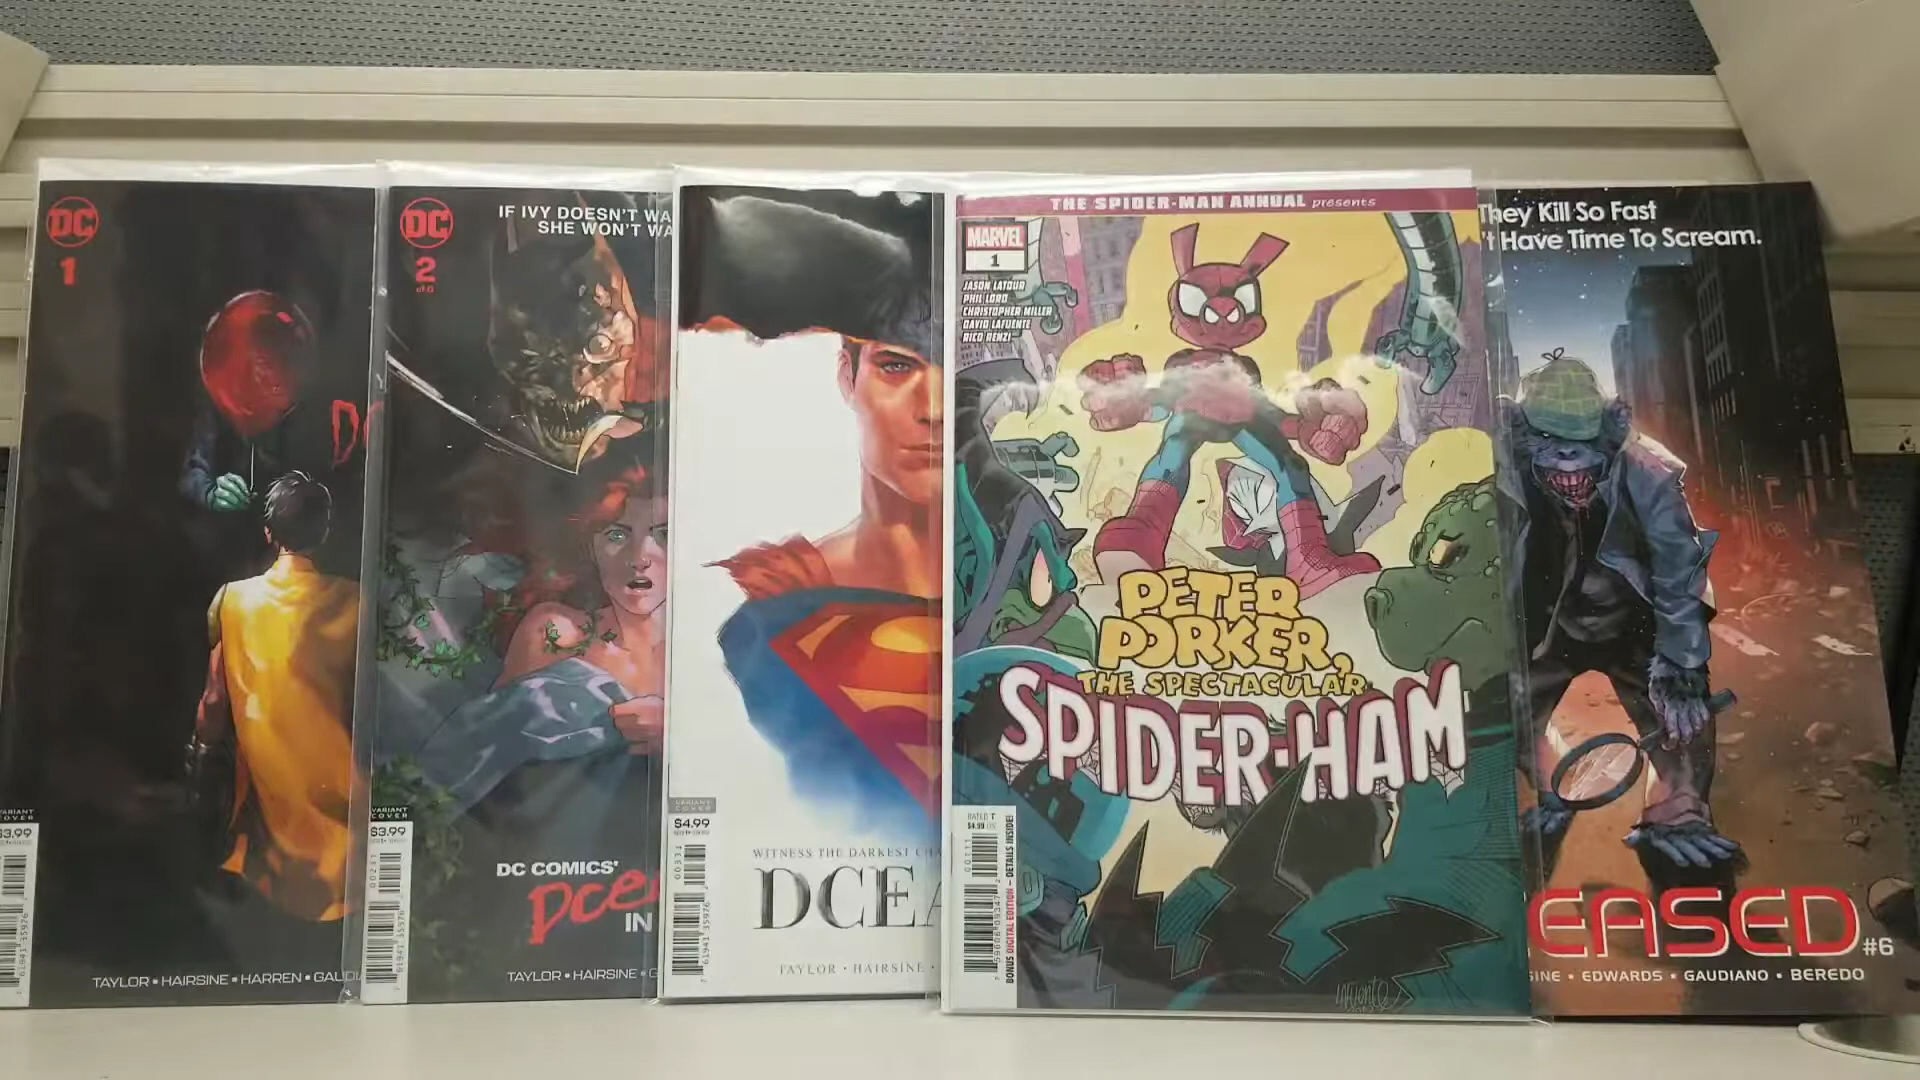 DC
1
D
VARIANT
COVER
$3.99
TAYLOR • HAIRSINE • HARREN • GAUDI
DC
2
of 6
IF IVY DOESN'T WA
SHE WON'T WA
VARIANT
COVER
$3.99
DC COMICS'
DCe
IN
TAYLOR • HAIRSINE • G
VARIANT
COVER
$4.99
WITNESS THE DARKEST CHA
DCEA
TAYLOR • HAIRSINE •
THE SPIDER-MAN ANNUAL presents
MARVEL
1
JASON LATOUR
PHIL LORD
CHRISTOPHER MILLER
DAVID LAFUENTE
RICO RENZI
PETER
PORKER,
THE SPECTACULAR
SPIDER-HAM
RATED T
$4.99 US
BONUS DIGITAL EDITION – DETAILS INSIDE!
They Kill So Fast
't Have Time To Scream.
EASED #6
SINE • EDWARDS • GAUDIANO • BEREDO